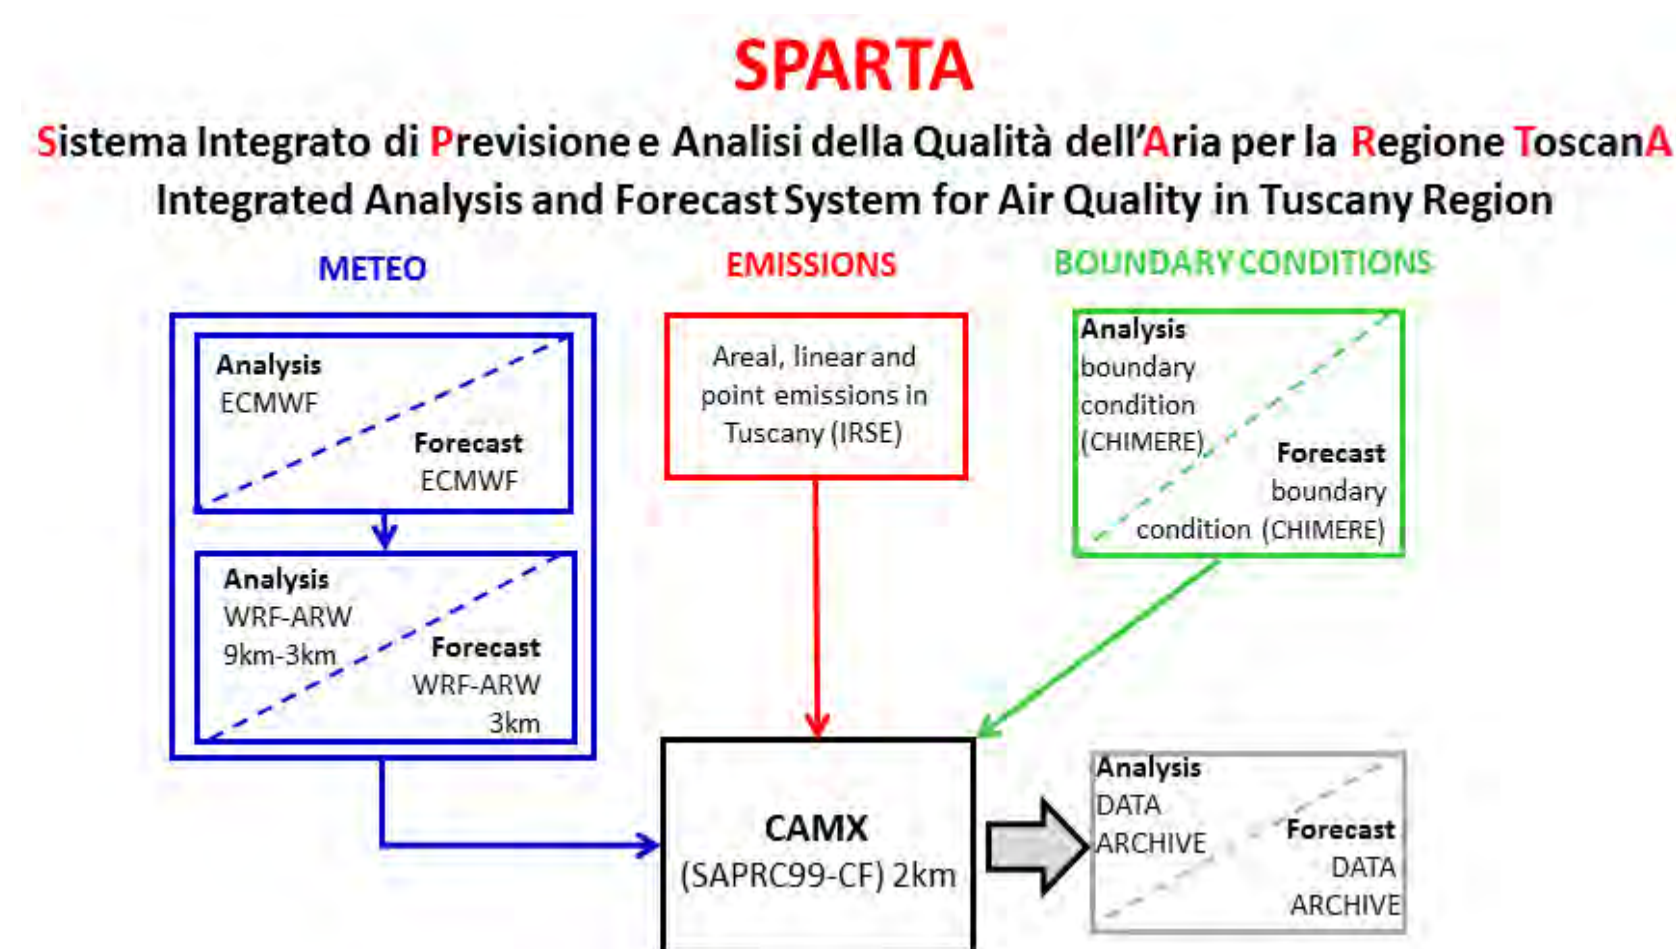 SPARTA
Sistema Integrato di Previsione e Analisi della Qualità dell'Aria per la Regione ToscanA
Integrated Analysis and Forecast System for Air Quality in Tuscany Region
METEO
EMISSIONS
BOUNDARY CONDITIONS
Analysis
ECMWF
Forecast
ECMWF
Analysis
WRF-ARW
9km-3km
Forecast
WRF-ARW
3km
Areal, linear and
point emissions in
Tuscany (IRSE)
Analysis
boundary
condition
(CHIMERE)
Forecast
boundary
condition (CHIMERE)
CAMX
(SAPRC99-CF) 2km
Analysis
DATA
ARCHIVE
Forecast
DATA
ARCHIVE